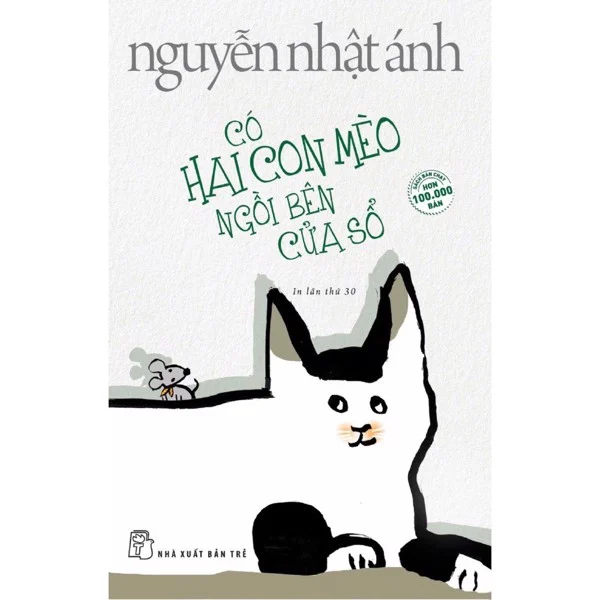 nguyễn nhật ánh
CÓ
HAI CON MÈO
NGỒI BÊN
CỬA SỔ
SÁCH BÁN CHẠY
HƠN
100.000
BẢN
In lần thứ 30
NHÀ XUẤT BẢN TRẺ